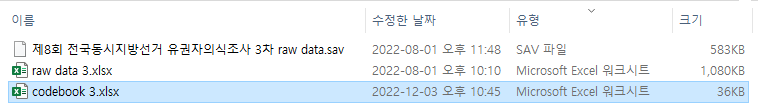 이름 수정한 날짜 유형 크기
제8회 전국동시지방선거 유권자의식조사 3차 raw data.sav 2022-08-01 오후 11:48 SAV 파일 583KB
raw data 3.xlsx 2022-08-01 오후 10:10 Microsoft Excel 워크시트 1,080KB
codebook 3.xlsx 2022-12-03 오후 10:45 Microsoft Excel 워크시트 36KB